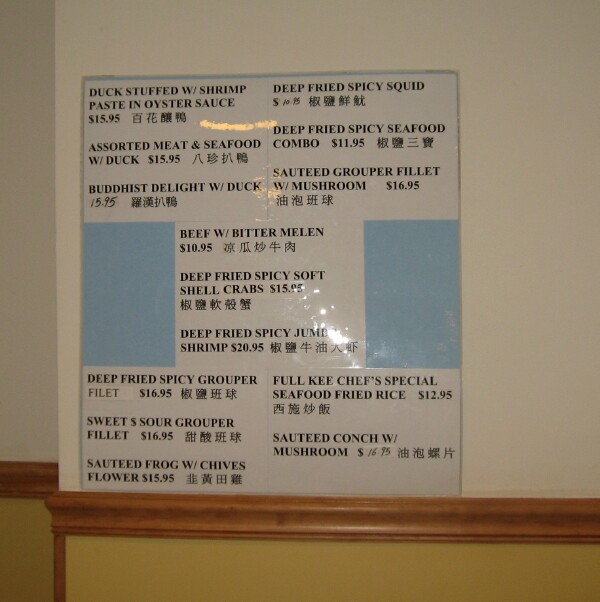 DUCK STUFFED W/ SHRIMP
PASTE IN OYSTER SAUCE
$15.95 百花釀鴨
ASSORTED MEAT & SEAFOOD
W/ DUCK $15.95 八珍扒鴨
BUDDHIST DELIGHT W/ DUCK
15.95 羅漢扒鴨
DEEP FRIED SPICY SQUID
$ 10.95 椒鹽鮮魷
DEEP FRIED SPICY SEAFOOD
COMBO $11.95 椒鹽三寶
SAUTEED GROUPER FILLET
W/ MUSHROOM $16.95
油泡班球
BEEF W/ BITTER MELEN
$10.95 凉瓜炒牛肉
DEEP FRIED SPICY SOFT
SHELL CRABS $15.95
椒鹽軟殼蟹
DEEP FRIED SPICY
SHRIMP $20.95 椒鹽牛油大虾
DEEP FRIED SPICY GROUPER
FILET $16.95 椒鹽班球
SWEET $ SOUR GROUPER
FILLET $16.95 甜酸班球
SAUTEED FROG W/ CHIVES
FLOWER $15.95 韭黃田雞
FULL KEE CHEF'S SPECIAL
SEAFOOD FRIED RICE $12.95
西施炒飯
SAUTEED CONCH W/
MUSHROOM $ 16.95 油泡螺片